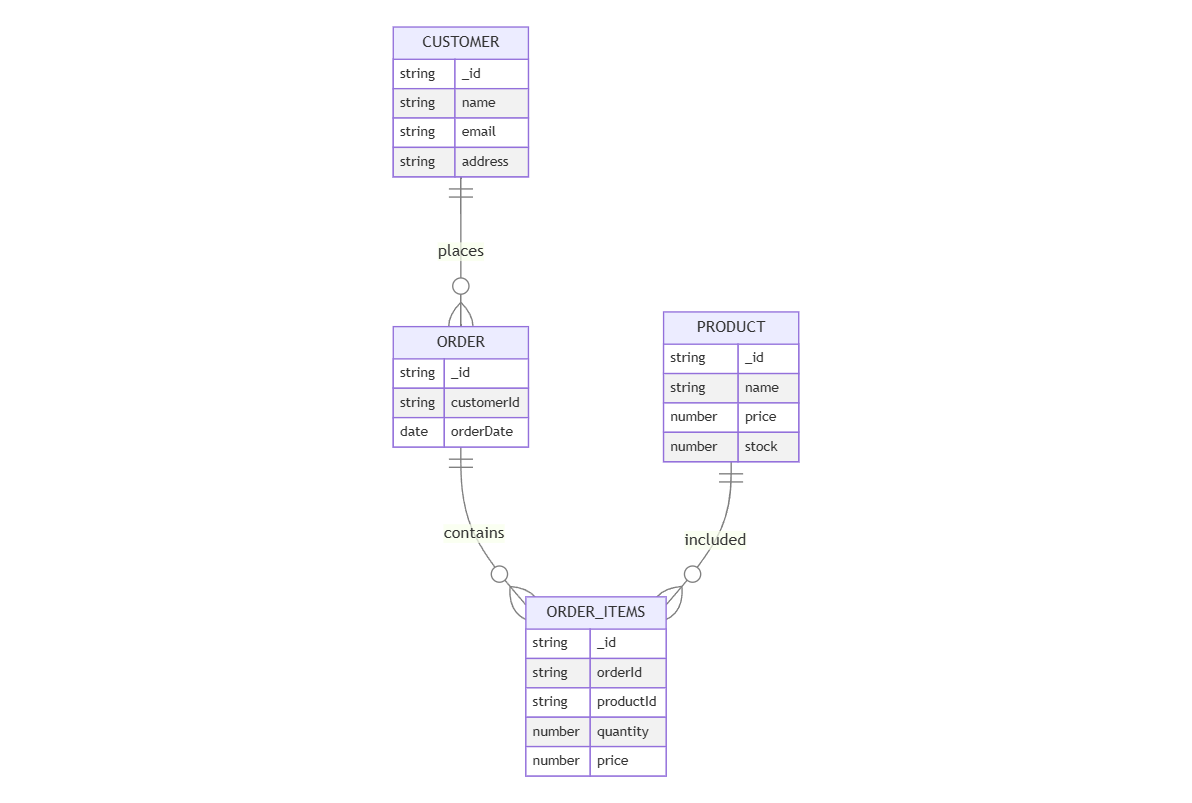 CUSTOMER
string _id
string name
string email
string address
places
ORDER
string _id
string customerId
date orderDate
PRODUCT
string _id
string name
number price
number stock
contains
included
ORDER_ITEMS
string _id
string orderId
string productId
number quantity
number price